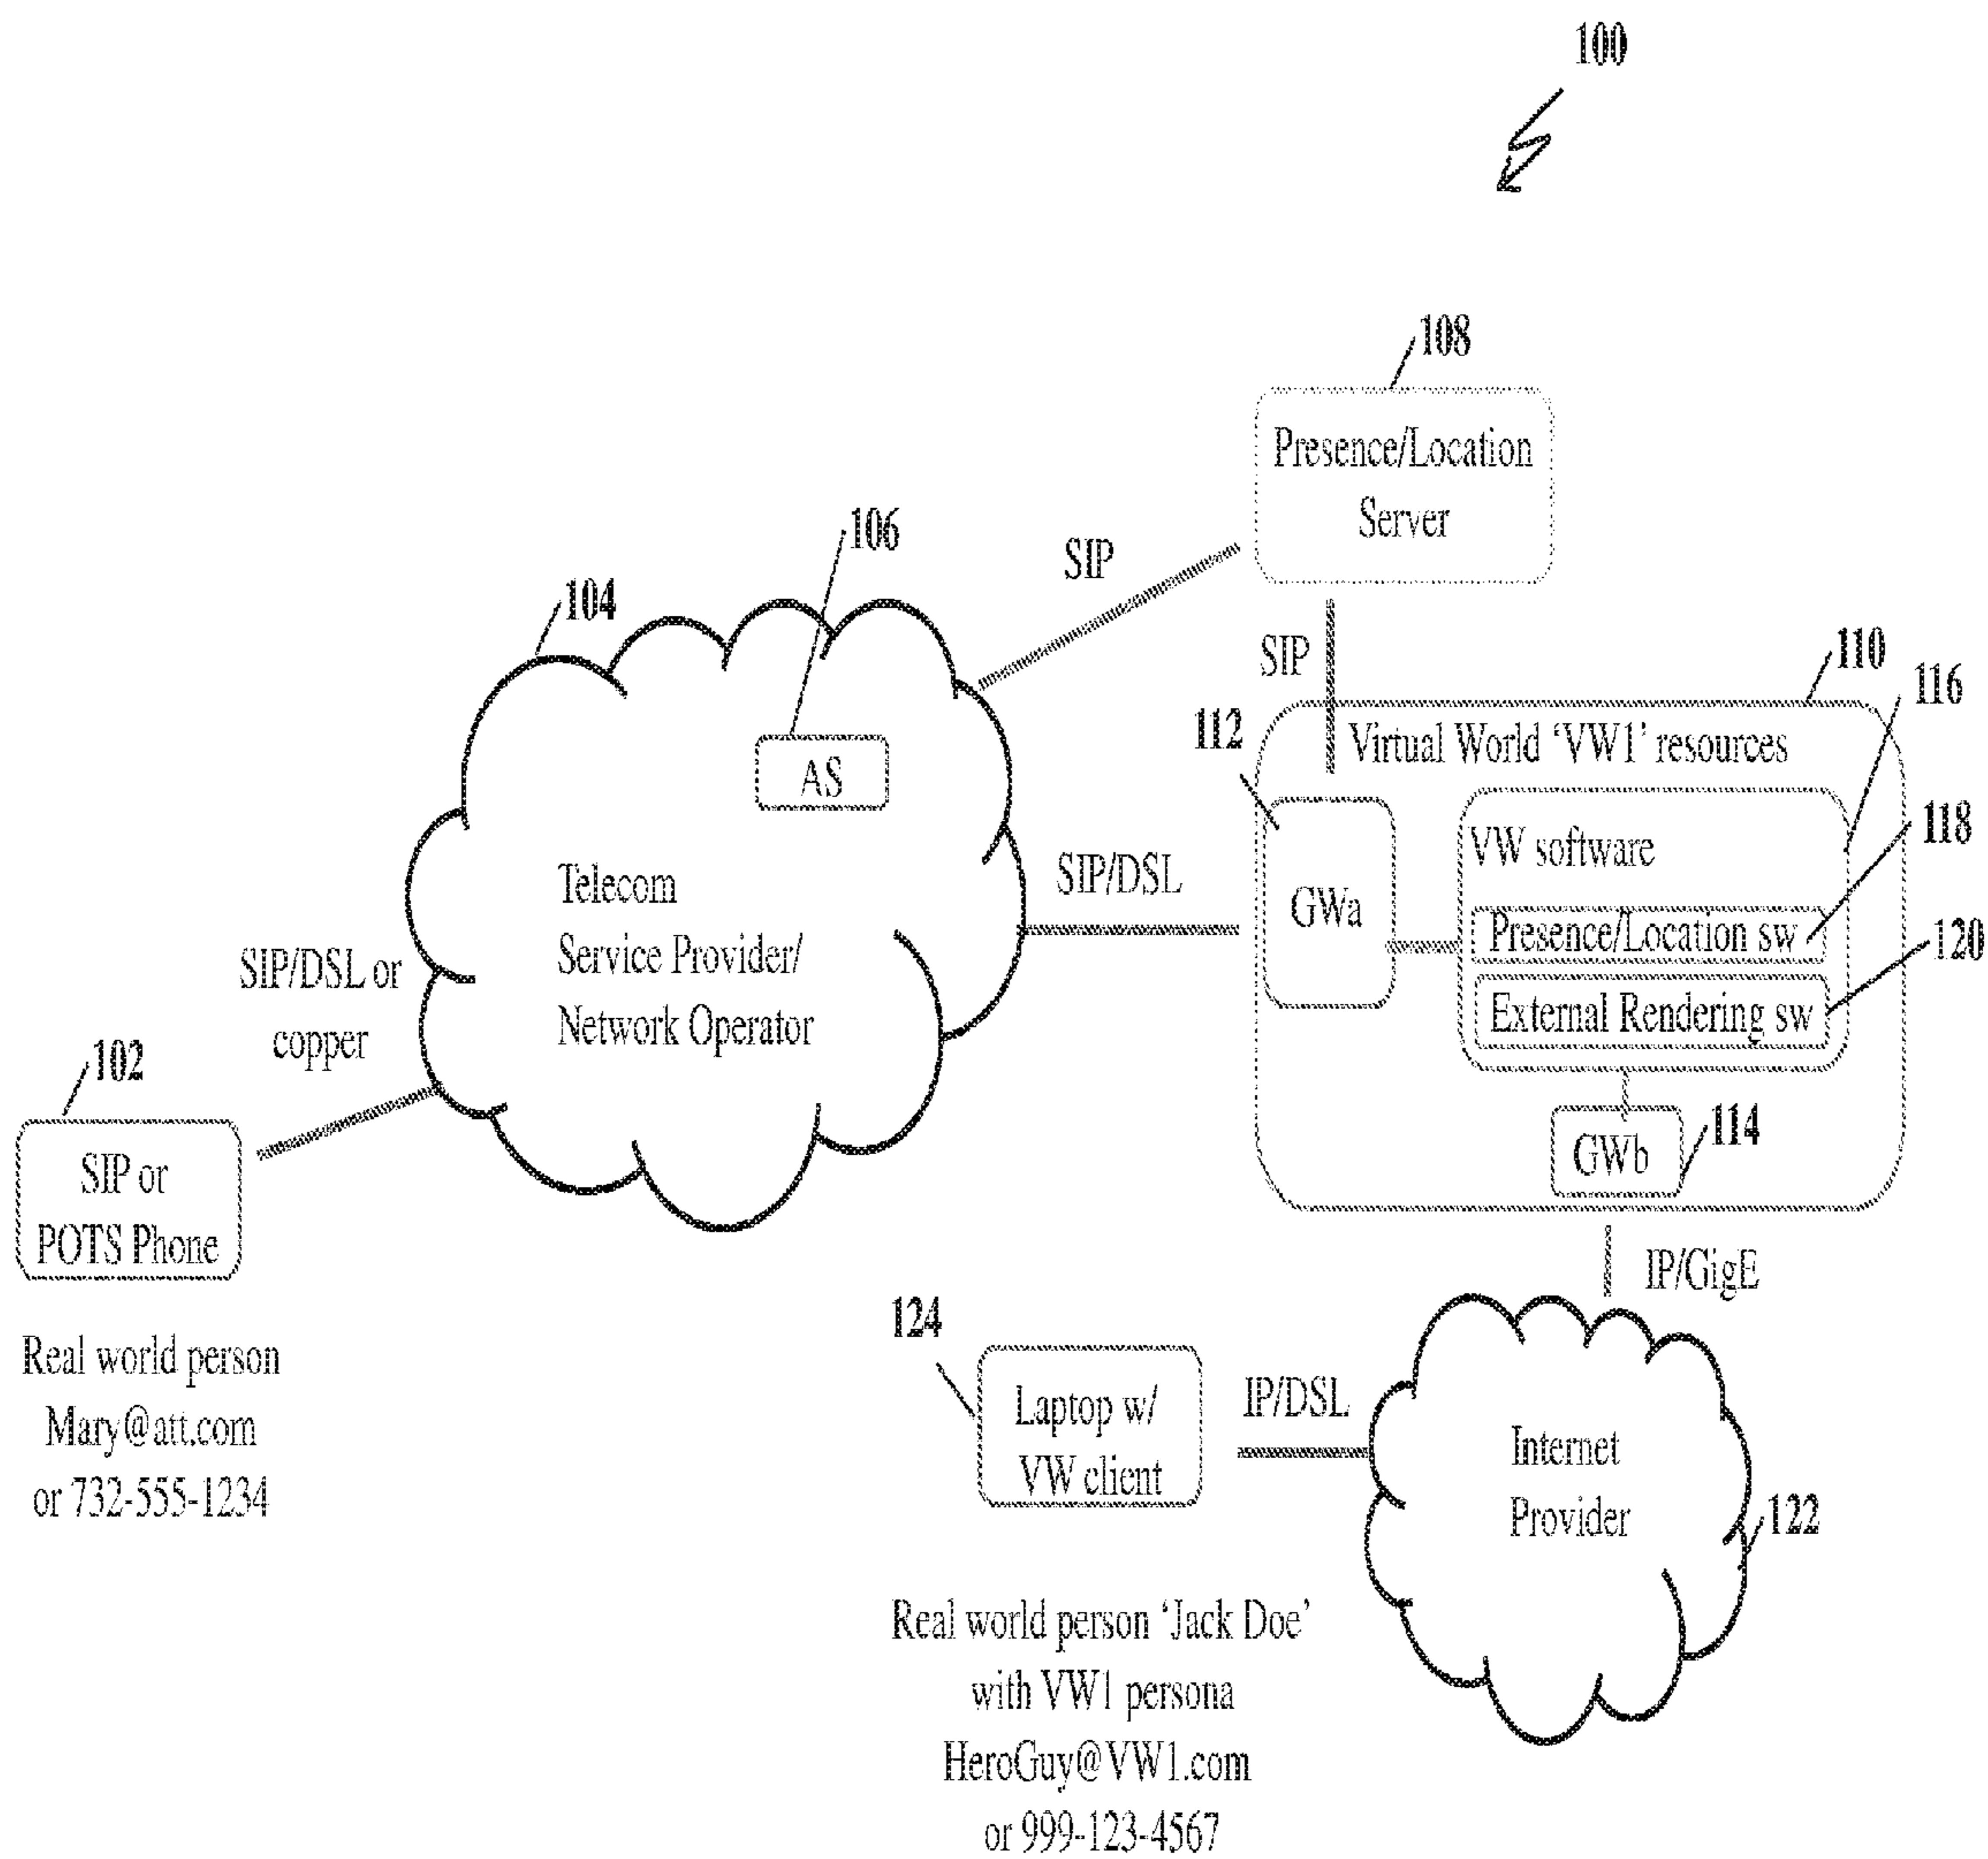 100
108
Presence/Location
Server
106
SIP
104
SIP
110
116
112
Virtual World ‘VW1’ resources
AS
118
VW software
SIP/DSL
GWa
Telecom
Service Provider/
Network Operator
Presence/Location sw
120
External Rendering sw
SIP/DSL or
copper
102
114
GWb
SIP or
POTS Phone
IP/GigE
124
Real world person
Mary@att.com
or 732-555-1234
Laptop w/
VW client
IP/DSL
Internet
Provider
122
Real world person ‘Jack Doe’
with VW1 persona
HeroGuy@VW1.com
or 999-123-4567